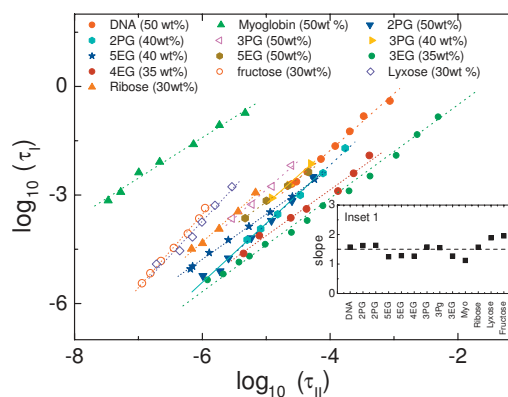 DNA (50 wt%) Myoglobin (50wt %) 2PG (50wt%)
2PG (40wt%) 3PG (50wt%) 3PG (40 wt%)
5EG (40 wt%) 5EG (50wt%) 3EG (35wt%)
4EG (35 wt%) fructose (30wt%) Lyxose (30wt %)
Ribose (30wt%)
0
-3
-6
log10 (τI)
-8 -6 -4 -2
log10 (τII)
Inset 1
3
2
1
0
slope
DNA 2PG 2PG 5EG 5EG 4EG 3PG 3Pg 3EG Myo Ribose Lyxose Fructose